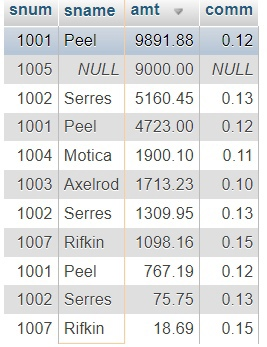 snum sname amt comm
1001 Peel 9891.88 0.12
1005 NULL 9000.00 NULL
1002 Serres 5160.45 0.13
1001 Peel 4723.00 0.12
1004 Motica 1900.10 0.11
1003 Axelrod 1713.23 0.10
1002 Serres 1309.95 0.13
1007 Rifkin 1098.16 0.15
1001 Peel 767.19 0.12
1002 Serres 75.75 0.13
1007 Rifkin 18.69 0.15